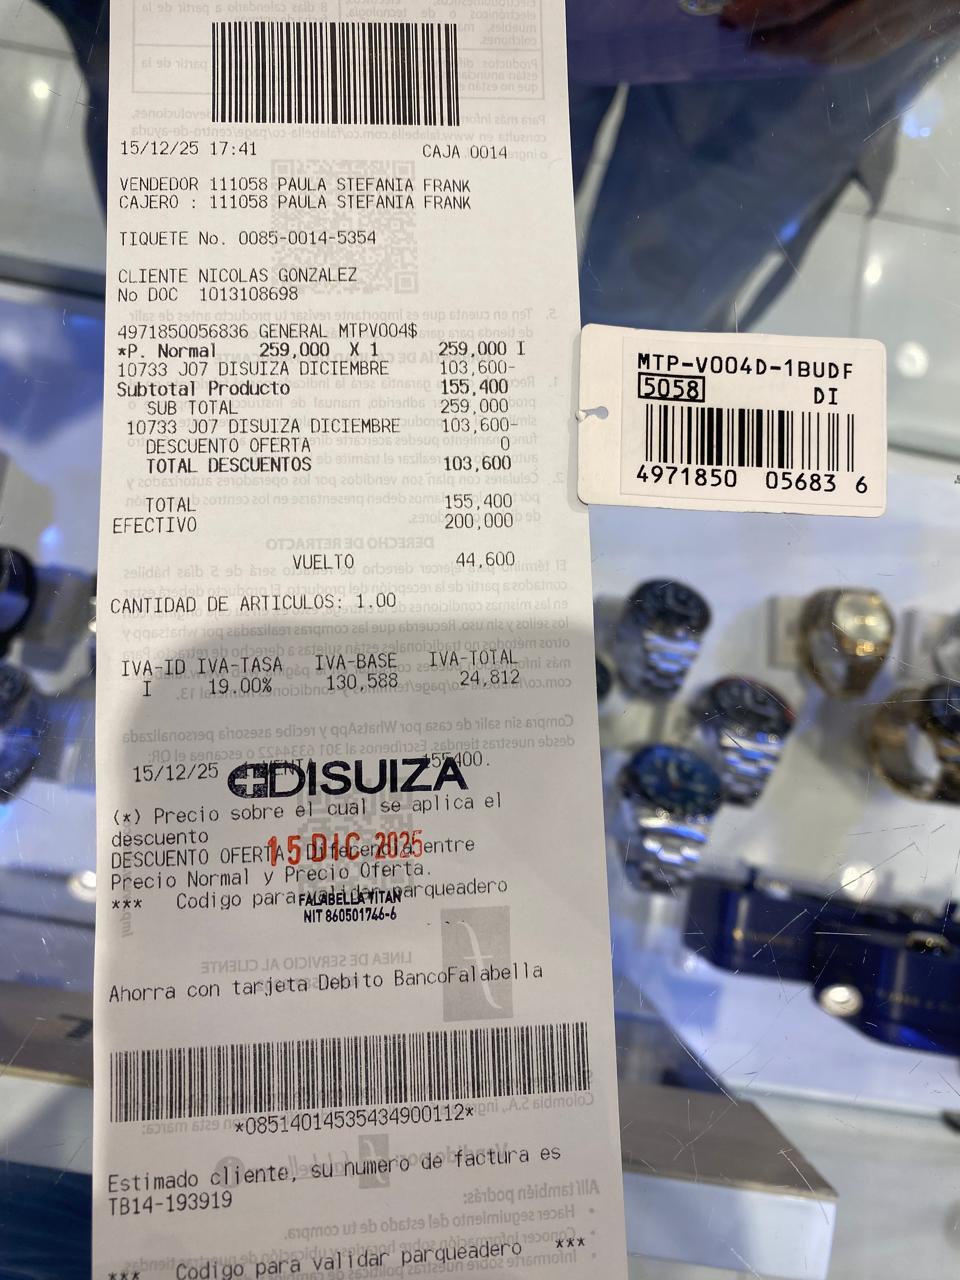 15/12/25 17:41 CAJA 0014
VENDEDOR 111058 PAULA STEFANIA FRANK
CAJERO : 111058 PAULA STEFANIA FRANK
TIQUETE No. 0085-0014-5354
CLIENTE NICOLAS GONZALEZ
No DOC 1013108698
4971850056836 GENERAL MTPV004$
*P. Normal 259,000 X 1 259,000 I
10733 J07 DISUIZA DICIEMBRE 103,600-
Subtotal Producto 155,400
SUB TOTAL 259,000
10733 J07 DISUIZA DICIEMBRE 103,600-
DESCUENTO OFERTA 0
TOTAL DESCUENTOS 103,600
TOTAL 155,400
EFECTIVO 200,000
VUELTO 44,600
CANTIDAD DE ARTICULOS: 1.00
IVA-ID IVA-TASA IVA-BASE IVA-TOTAL
I 19.00% 130,588 24,812
15/12/25 155400.
DISUIZA
(*) Precio sobre el cual se aplica el
descuento
15 DIC 2025
DESCUENTO OFERTA: Diferencia entre
Precio Normal y Precio Oferta.
*** Codigo para validar parqueadero
FALABELLA TITAN
NIT 860501746-6
Ahorra con tarjeta Debito BancoFalabella
*08514014535434900112*
Estimado cliente, su numero de factura es
TB14-193919
*** Codigo para validar parqueadero ***
MTP-V004D-1BUDF
5058 DI
4971850 05683 6